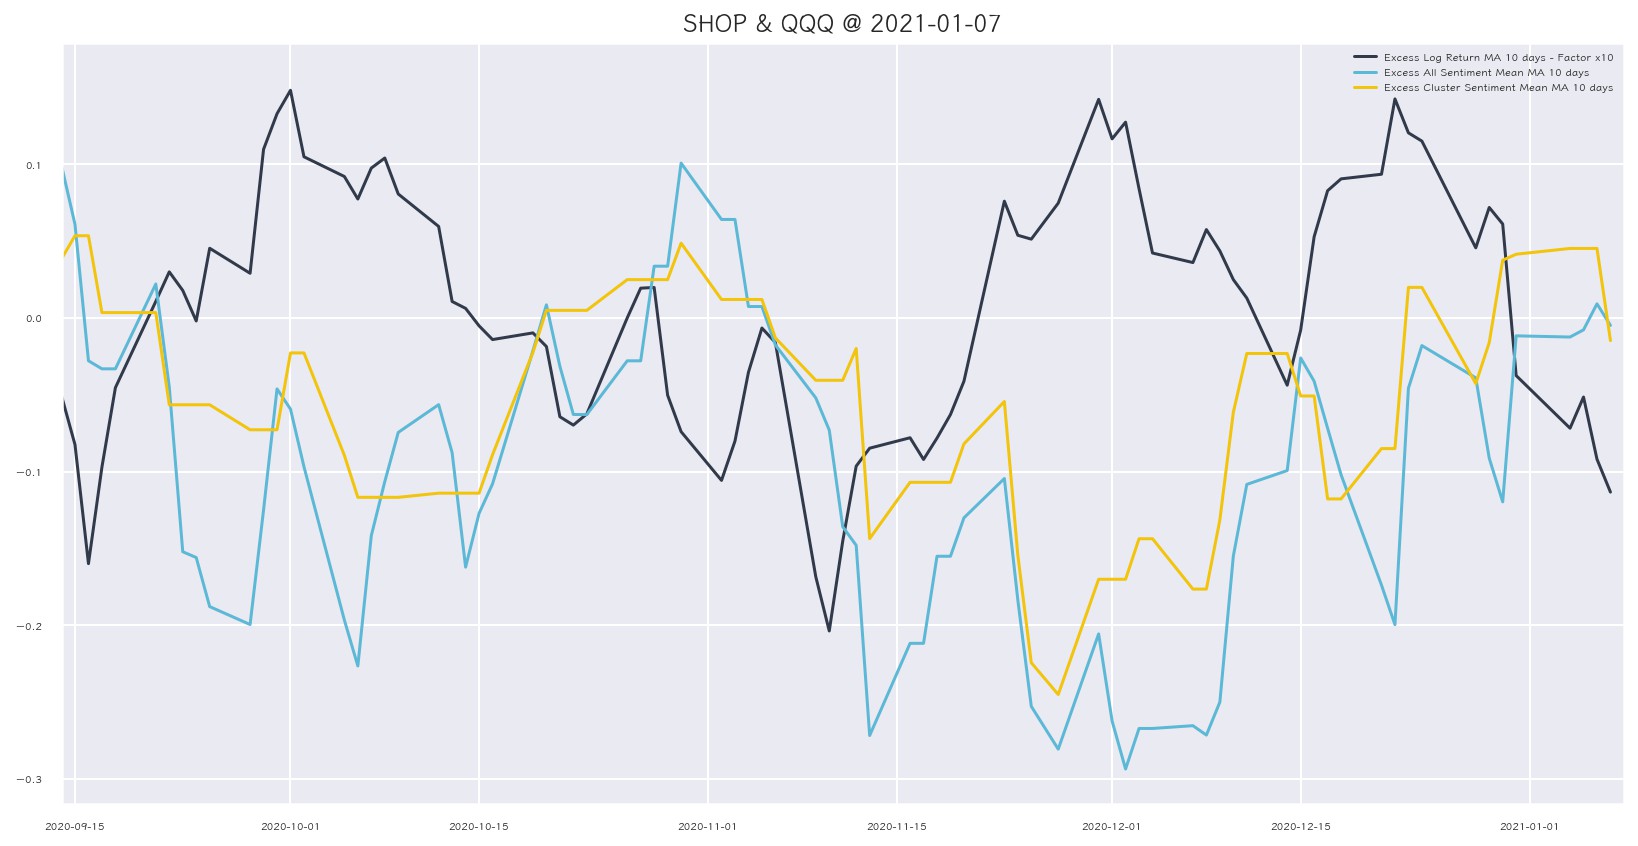 SHOP & QQQ @ 2021-01-07
Excess Log Return MA 10 days - Factor x10
Excess All Sentiment Mean MA 10 days
Excess Cluster Sentiment Mean MA 10 days
0.1
0.0
−0.1
−0.2
−0.3
2020-09-15 2020-10-01 2020-10-15 2020-11-01 2020-11-15 2020-12-01 2020-12-15 2021-01-01